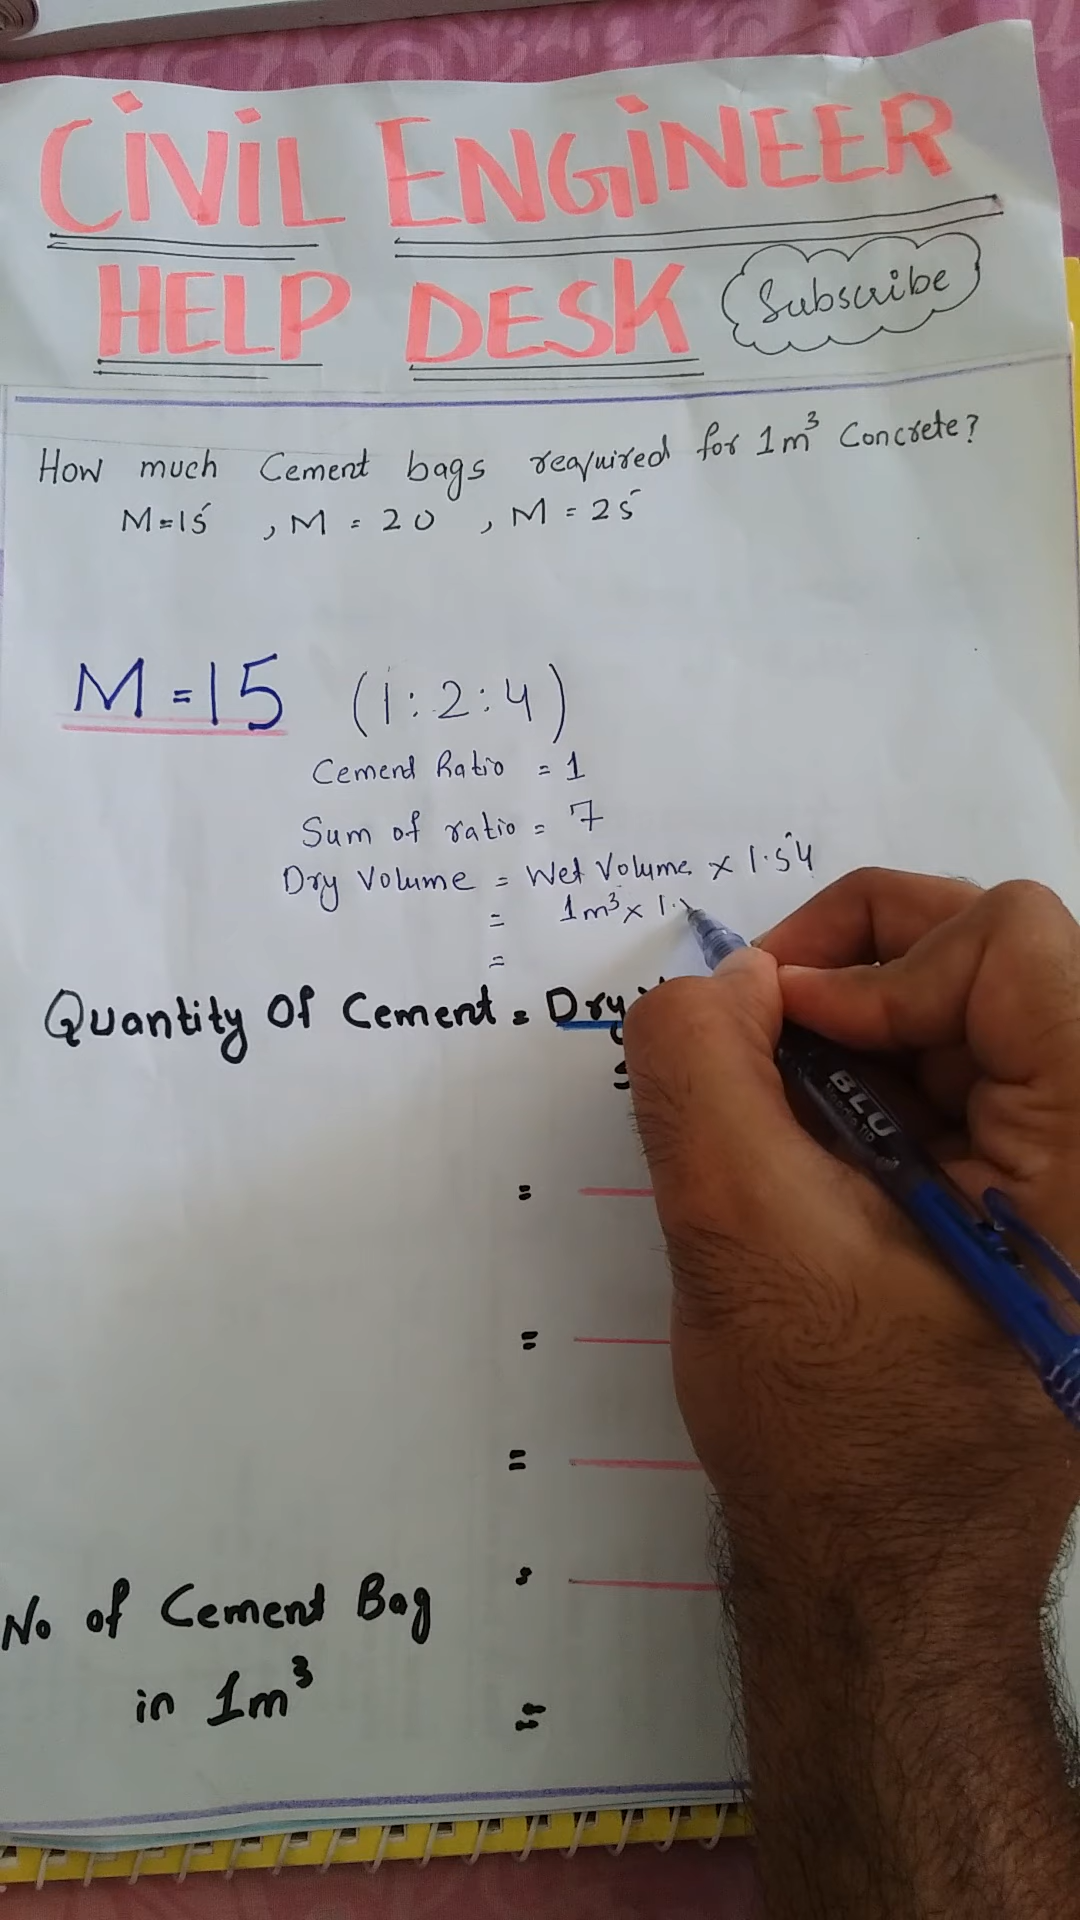 CIVIL ENGINEER
HELP DESK
Subscribe
How much Cement bags required for 1m³ Concrete?
M=15 , M = 20 , M = 25
M=15 (1:2:4)
Cement Ratio = 1
Sum of ratio = 7
Dry Volume = Wet Volume × 1.54
= 1m³ × 1.
=
Quantity Of Cement = Dry
=
=
=
No of Cement Bag
in 1m³ =
BLU